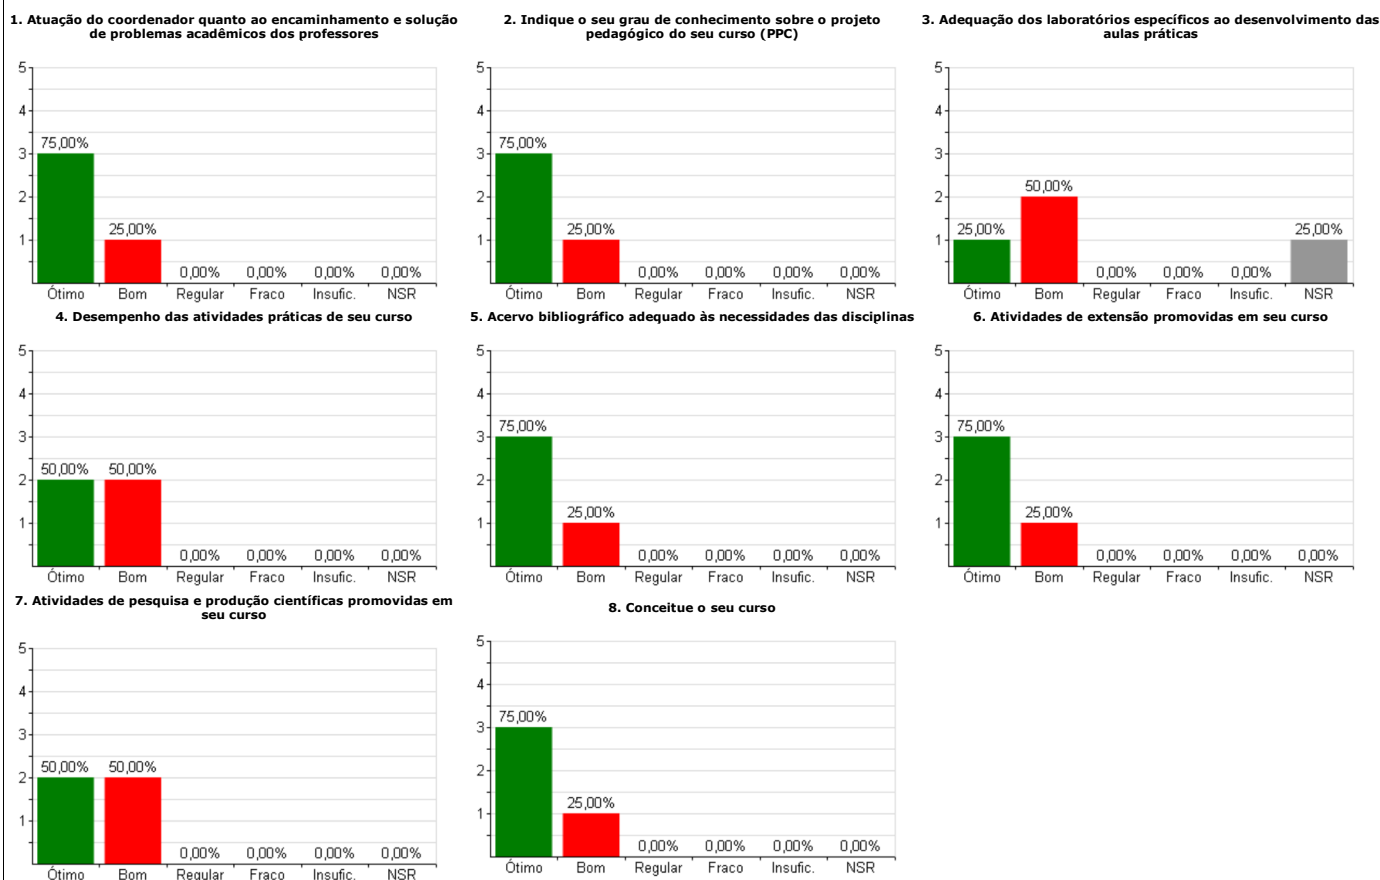 1. Atuação do coordenador quanto ao encaminhamento e solução
de problemas acadêmicos dos professores
5
4
3
2
1
75,00%
25,00%
0,00% 0,00% 0,00% 0,00%
Ótimo Bom Regular Fraco Insufic. NSR
2. Indique o seu grau de conhecimento sobre o projeto
pedagógico do seu curso (PPC)
5
4
3
2
1
75,00%
25,00%
0,00% 0,00% 0,00% 0,00%
Ótimo Bom Regular Fraco Insufic. NSR
3. Adequação dos laboratórios específicos ao desenvolvimento das
aulas práticas
5
4
3
2
1
25,00% 50,00% 0,00% 0,00% 0,00% 25,00%
Ótimo Bom Regular Fraco Insufic. NSR
4. Desempenho das atividades práticas de seu curso
5
4
3
2
1
50,00% 50,00%
0,00% 0,00% 0,00% 0,00%
Ótimo Bom Regular Fraco Insufic. NSR
5. Acervo bibliográfico adequado às necessidades das disciplinas
5
4
3
2
1
75,00%
25,00%
0,00% 0,00% 0,00% 0,00%
Ótimo Bom Regular Fraco Insufic. NSR
6. Atividades de extensão promovidas em seu curso
5
4
3
2
1
75,00%
25,00%
0,00% 0,00% 0,00% 0,00%
Ótimo Bom Regular Fraco Insufic. NSR
7. Atividades de pesquisa e produção científicas promovidas em
seu curso
5
4
3
2
1
50,00% 50,00%
0,00% 0,00% 0,00% 0,00%
Ótimo Bom Regular Fraco Insufic. NSR
8. Conceitue o seu curso
5
4
3
2
1
75,00%
25,00%
0,00% 0,00% 0,00% 0,00%
Ótimo Bom Regular Fraco Insufic. NSR